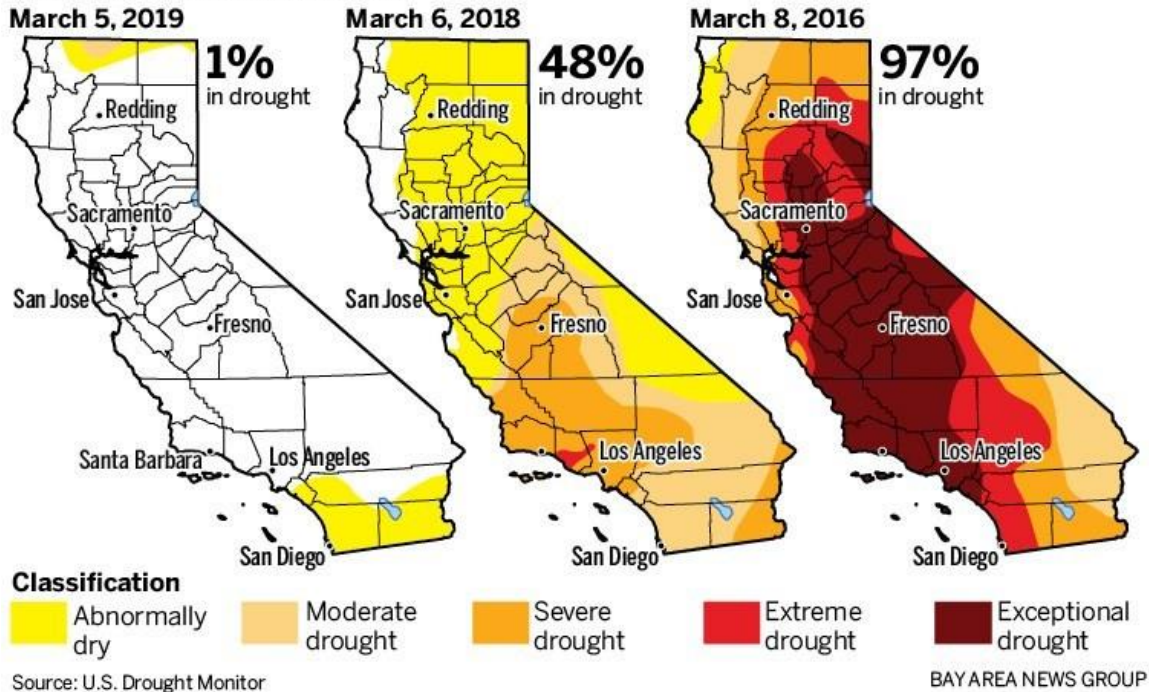 March 5, 2019
1%
in drought
Redding
Sacramento
San Jose
Fresno
Santa Barbara
Los Angeles
San Diego
March 6, 2018
48%
in drought
Redding
Sacramento
San Jose
Fresno
Los Angeles
San Diego
March 8, 2016
97%
in drought
Redding
Sacramento
San Jose
Fresno
Los Angeles
San Diego
Classification
Abnormally
dry
Moderate
drought
Severe
drought
Extreme
drought
Exceptional
drought
Source: U.S. Drought Monitor
BAY AREA NEWS GROUP